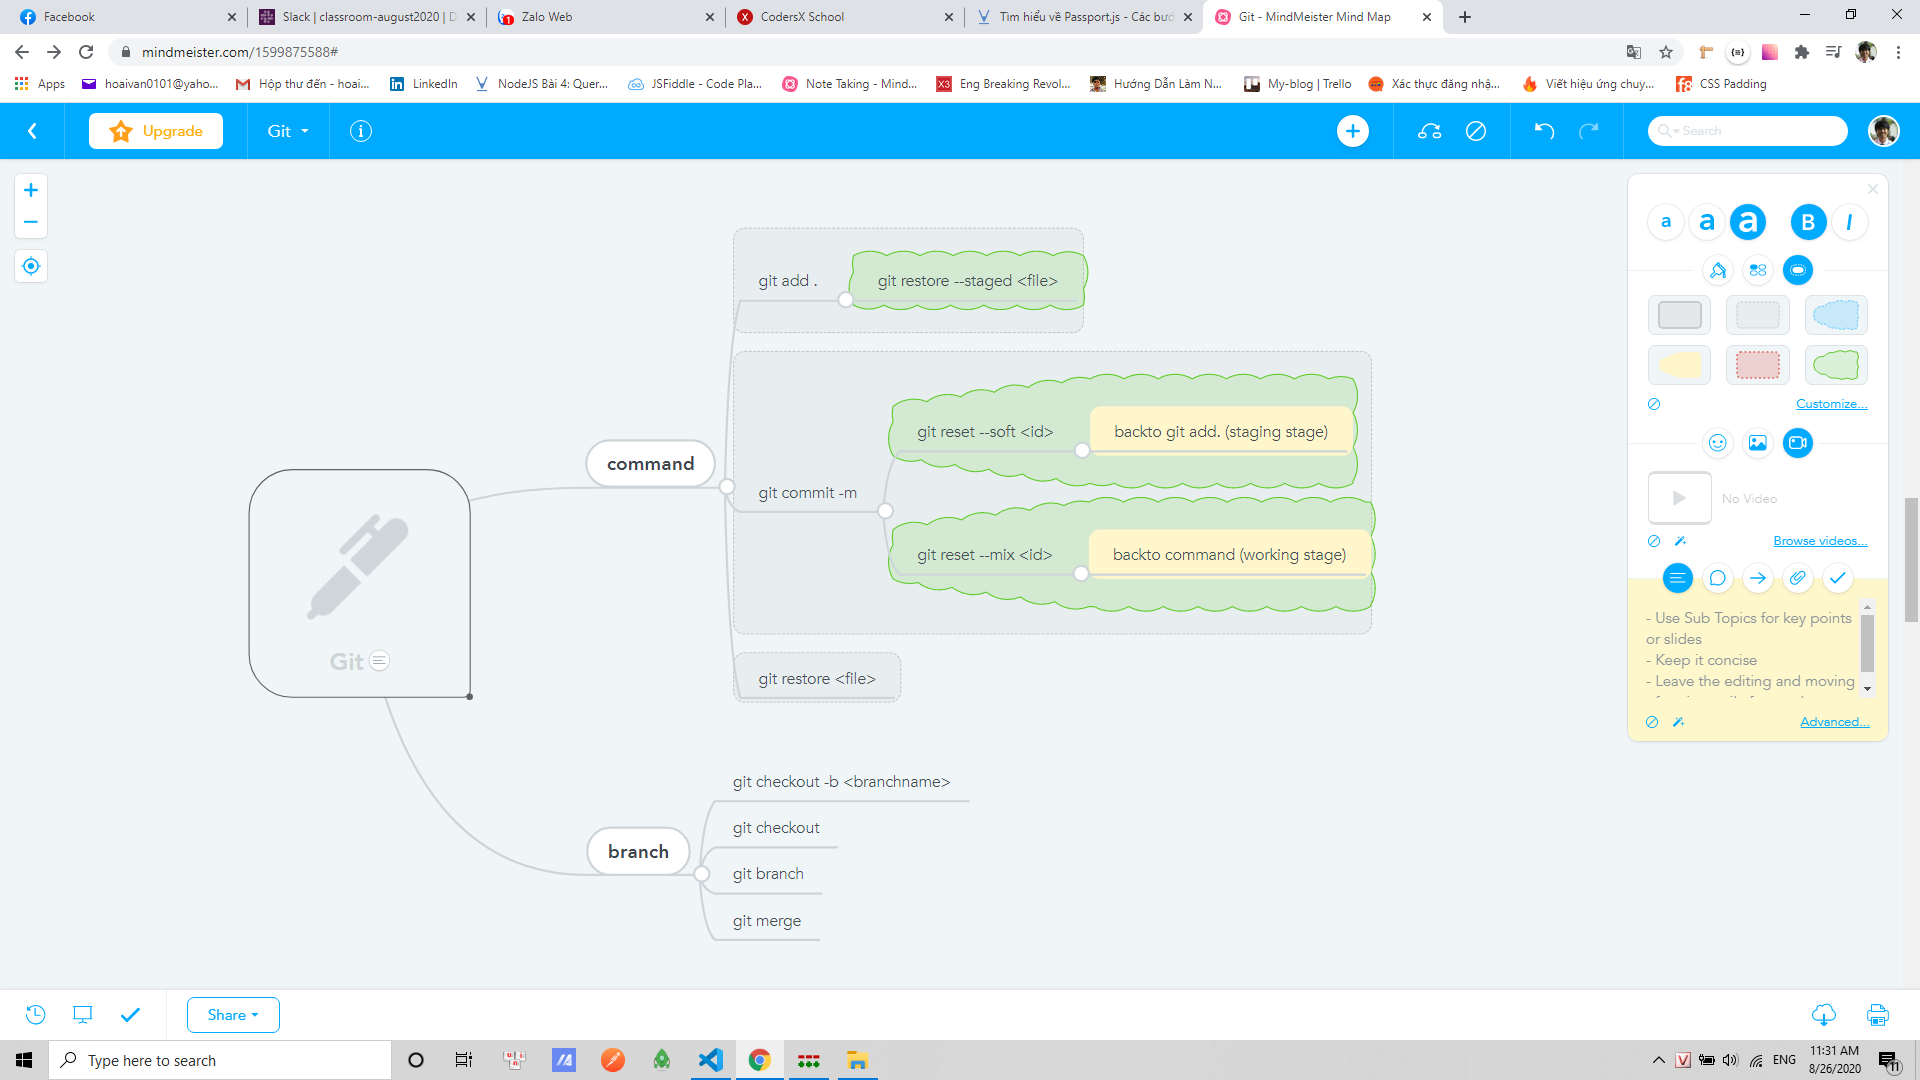 Facebook
Slack | classroom-august2020 | D
Zalo Web
CodersX School
Tìm hiểu về Passport.js - Các bướ
Git - MindMeister Mind Map
mindmeister.com/1599875588#
Apps
hoaivan0101@yaho...
Hộp thư đến - hoai...
LinkedIn
NodeJS Bài 4: Quer...
JSFiddle - Code Pla...
Note Taking - Mind...
Eng Breaking Revol...
Hướng Dẫn Làm N...
My-blog | Trello
Xác thực đăng nhậ...
Viết hiệu ứng chuy...
CSS Padding
Upgrade
Git
Search
a a a B I
git add .
git restore --staged <file>
git reset --soft <id>
backto git add. (staging stage)
command
git commit -m
git reset --mix <id>
backto command (working stage)
Git
git restore <file>
git checkout -b <branchname>
git checkout
branch
git branch
git merge
Customize...
No Video
Browse videos...
- Use Sub Topics for key points
or slides
- Keep it concise
- Leave the editing and moving
Advanced...
Share
Type here to search
ENG
11:31 AM
8/26/2020
11